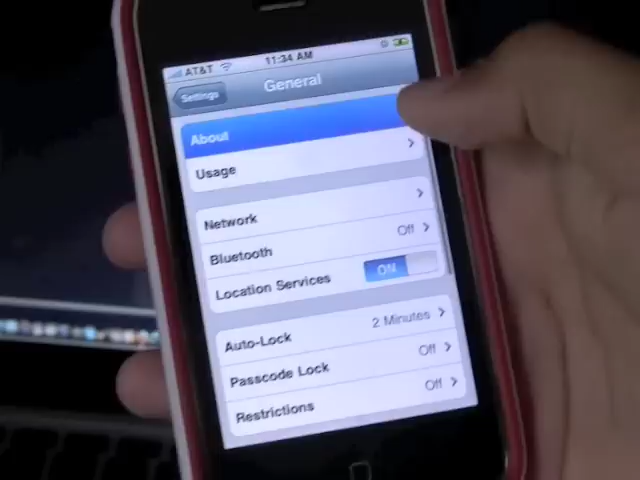 AT&T 11:34 AM
Settings General
About
Usage
Network
Bluetooth Off
Location Services ON
Auto-Lock 2 Minutes
Passcode Lock Off
Restrictions Off